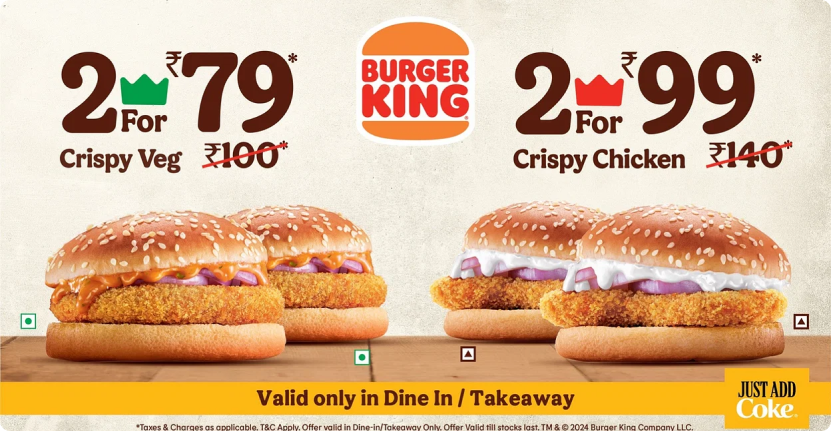 2 For ₹79*
Crispy Veg ₹100*
BURGER
KING®
2 For ₹99*
Crispy Chicken ₹140*
Valid only in Dine In / Takeaway
JUST ADD
Coke®
*Taxes & Charges as applicable. T&C Apply. Offer valid in Dine-in/Takeaway Only. Offer Valid till stocks last. TM & © 2024 Burger King Company LLC.